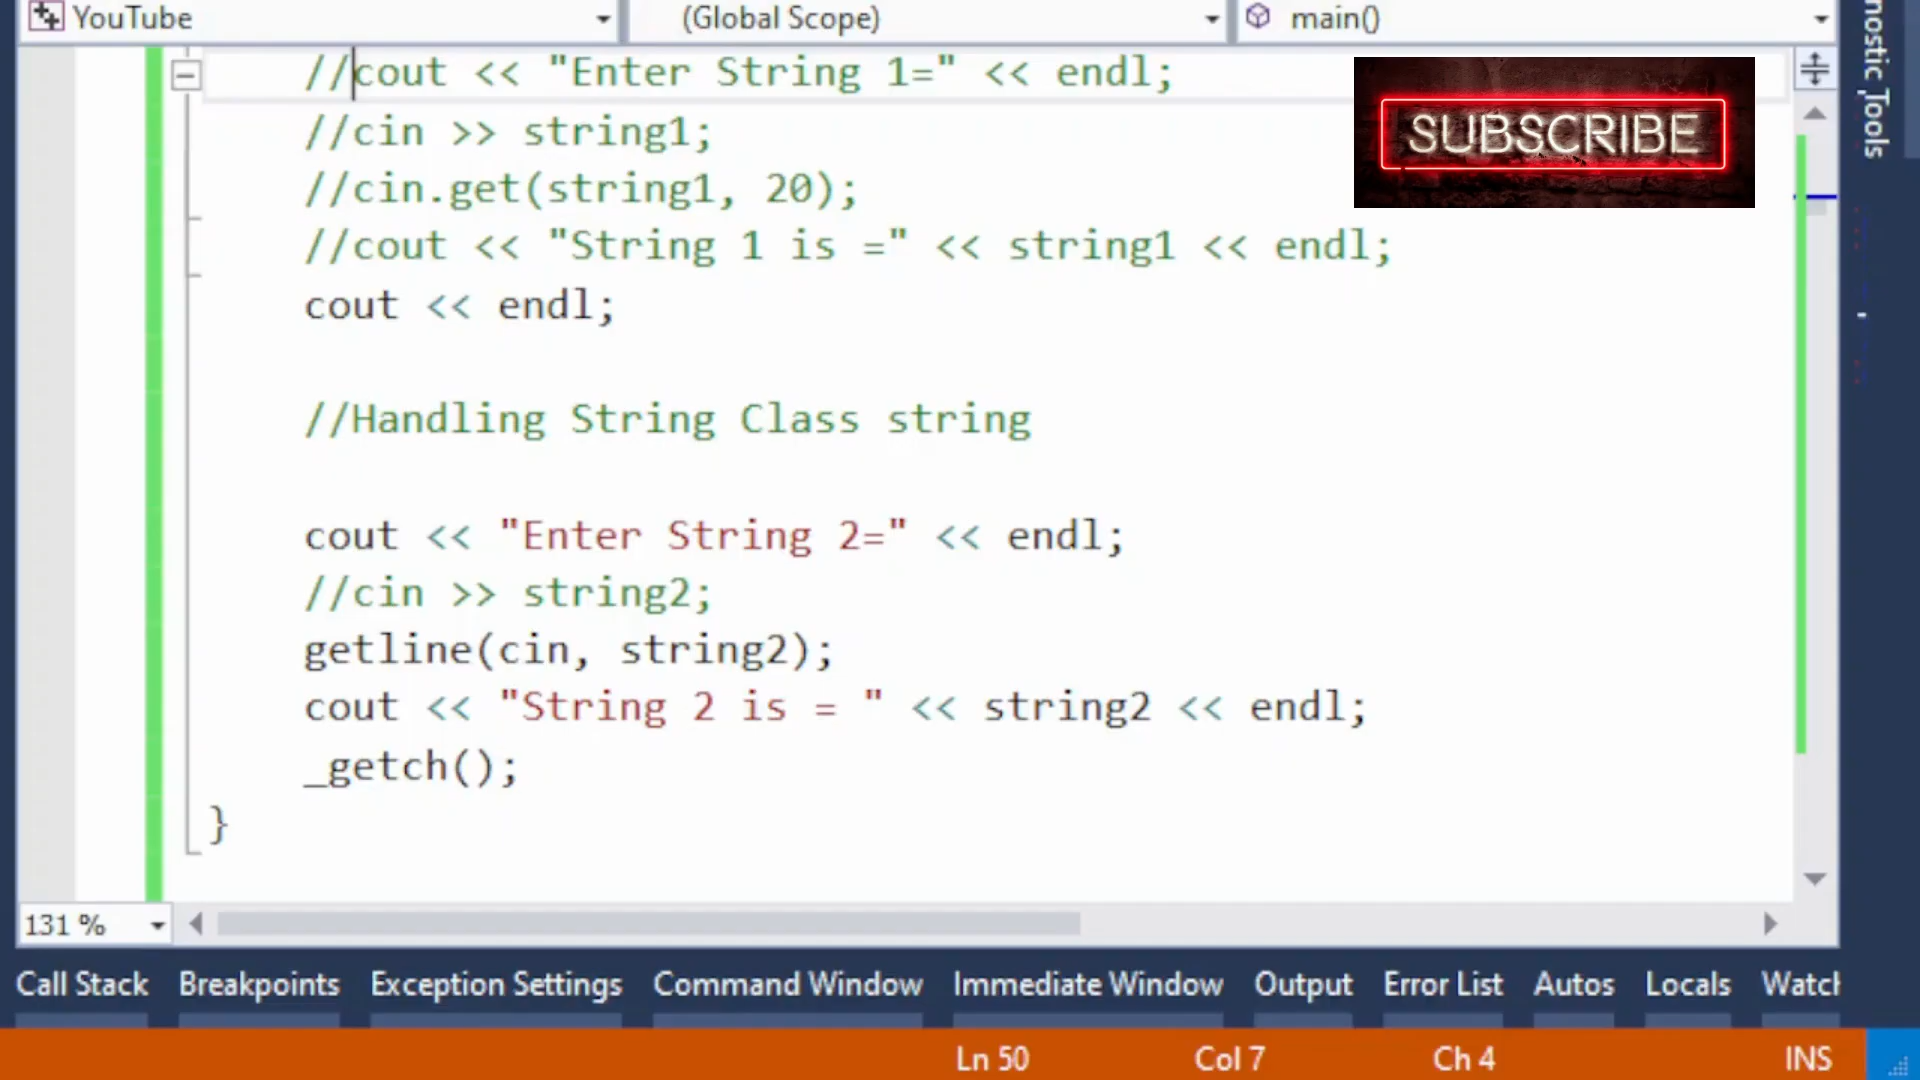 YouTube (Global Scope) main()
//cout << "Enter String 1=" << endl;
SUBSCRIBE
//cin >> string1;
//cin.get(string1, 20);
//cout << "String 1 is =" << string1 << endl;
cout << endl;
//Handling String Class string
cout << "Enter String 2=" << endl;
//cin >> string2;
getline(cin, string2);
cout << "String 2 is = " << string2 << endl;
_getch();
}
131 %
Call Stack Breakpoints Exception Settings Command Window Immediate Window Output Error List Autos Locals
Ln 50 Col 7 Ch 4 INS
Tools